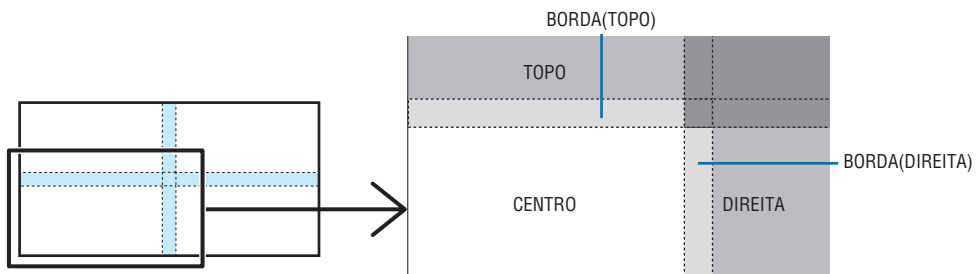 BORDA(TOPO)
TOPO
BORDA(DIREITA)
CENTRO
DIREITA